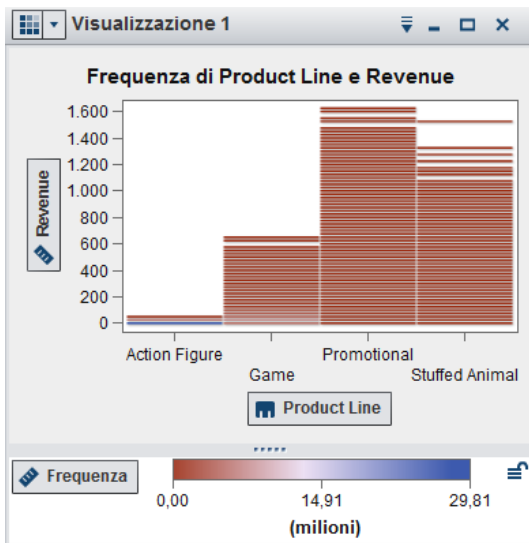 Visualizzazione 1
Frequenza di Product Line e Revenue
Revenue
1.600
1.400
1.200
1.000
800
600
400
200
0
Action Figure
Promotional
Game
Stuffed Animal
Product Line
Frequenza
0,00
14,91
29,81
(milioni)